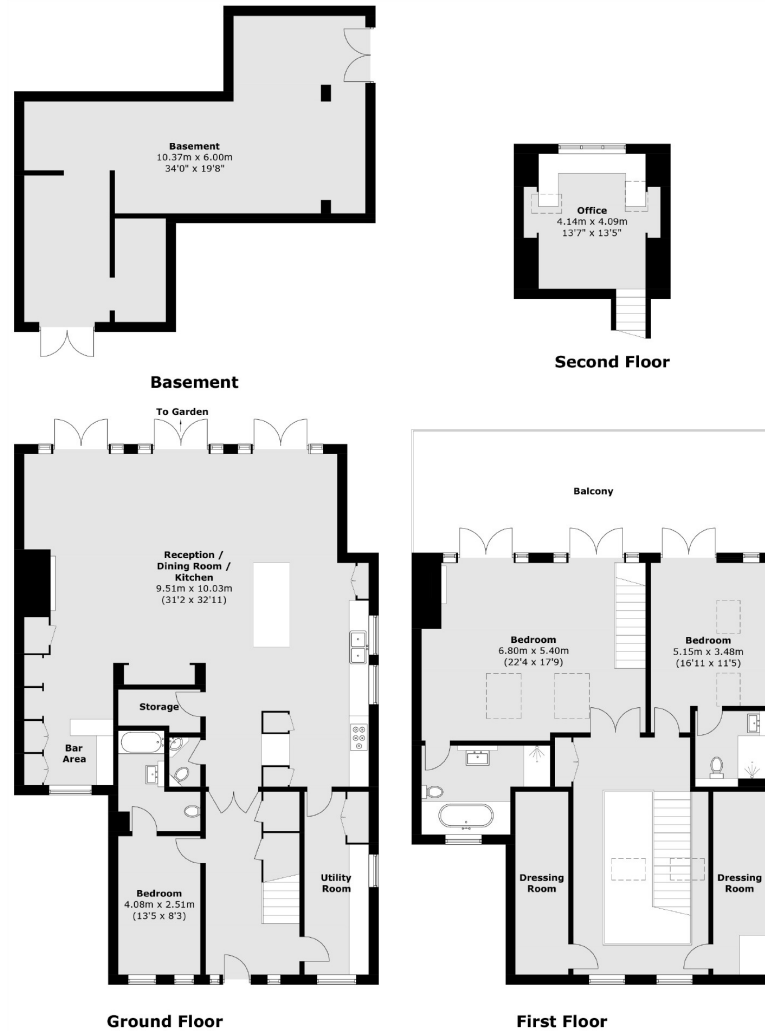 Basement
10.37m x 6.00m
34'0" x 19'8"
Basement
Office
4.14m x 4.09m
13'7" x 13'5"
Second Floor
To Garden
Reception /
Dining Room /
Kitchen
9.51m x 10.03m
(31'2 x 32'11)
Storage
Bar
Area
Bedroom
4.08m x 2.51m
(13'5 x 8'3)
Utility
Room
Ground Floor
Balcony
Bedroom
6.80m x 5.40m
(22'4 x 17'9)
Bedroom
5.15m x 3.48m
(16'11 x 11'5)
Dressing
Room
Dressing
Room
First Floor